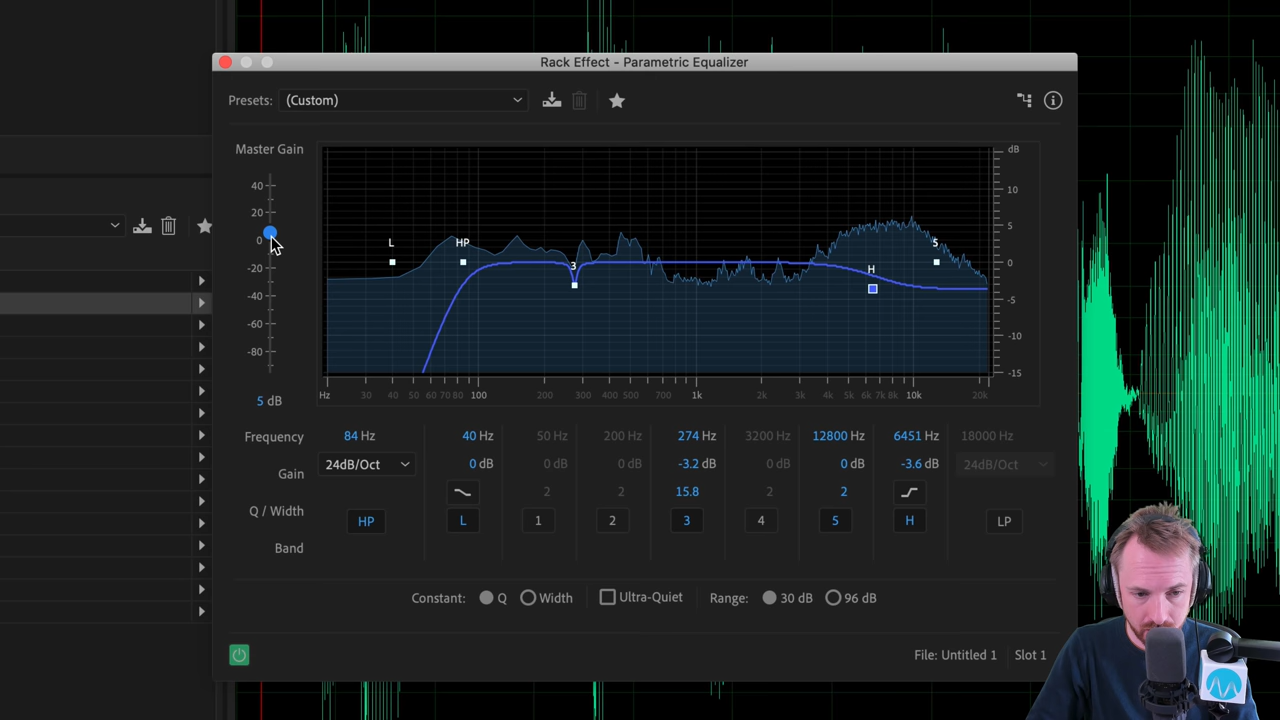 Rack Effect - Parametric Equalizer
Presets: (Custom)
Master Gain
40
20
0
-20
-40
-60
-80
5 dB
L HP 3 H 5
dB
10
5
0
-5
-10
-15
Hz 30 40 50 60 70 80 100 200 300 400 500 700 1k 2k 3k 4k 5k 6k 7k 8k 10k 20k
Frequency 84 Hz 40 Hz 50 Hz 200 Hz 274 Hz 3200 Hz 12800 Hz 6451 Hz 18000 Hz
Gain 24dB/Oct 0 dB 0 dB 0 dB -3.2 dB 0 dB 0 dB -3.6 dB 24dB/Oct
Q / Width 2 2 15.8 2 2
Band HP L 1 2 3 4 5 H LP
Constant: Q Width Ultra-Quiet Range: 30 dB 96 dB
File: Untitled 1 Slot 1